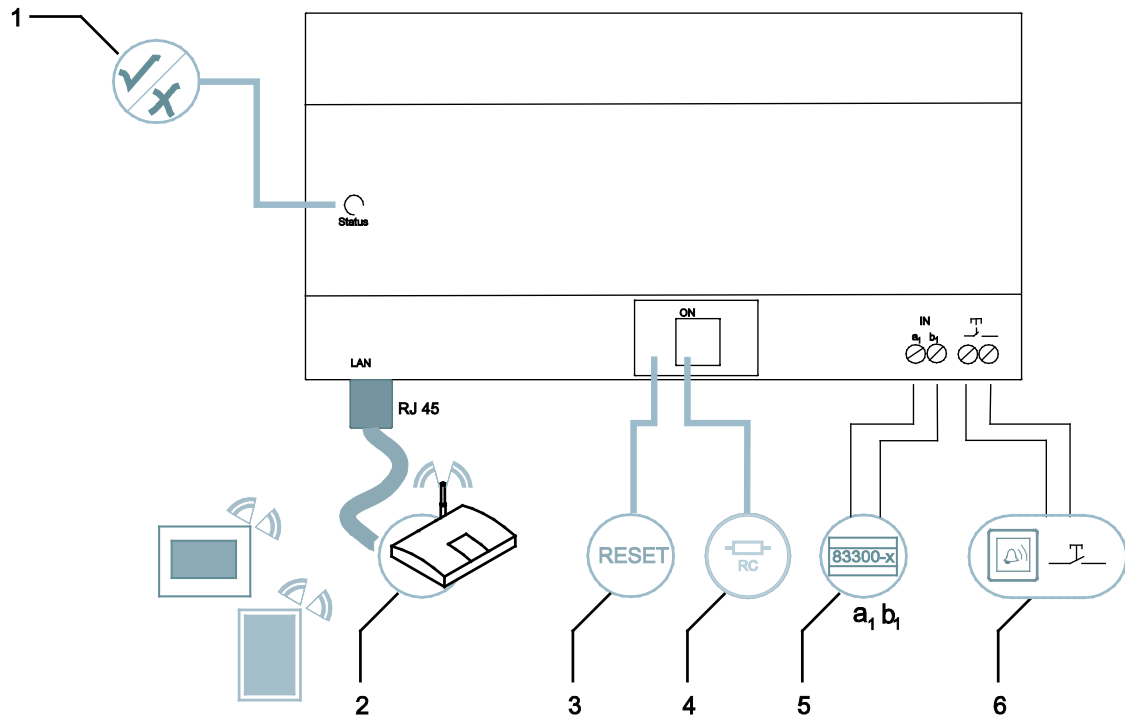 1
Status
ON
IN
a₁ b₁
LAN
RJ 45
RESET
RC
83300-x
a₁ b₁
2 3 4 5 6